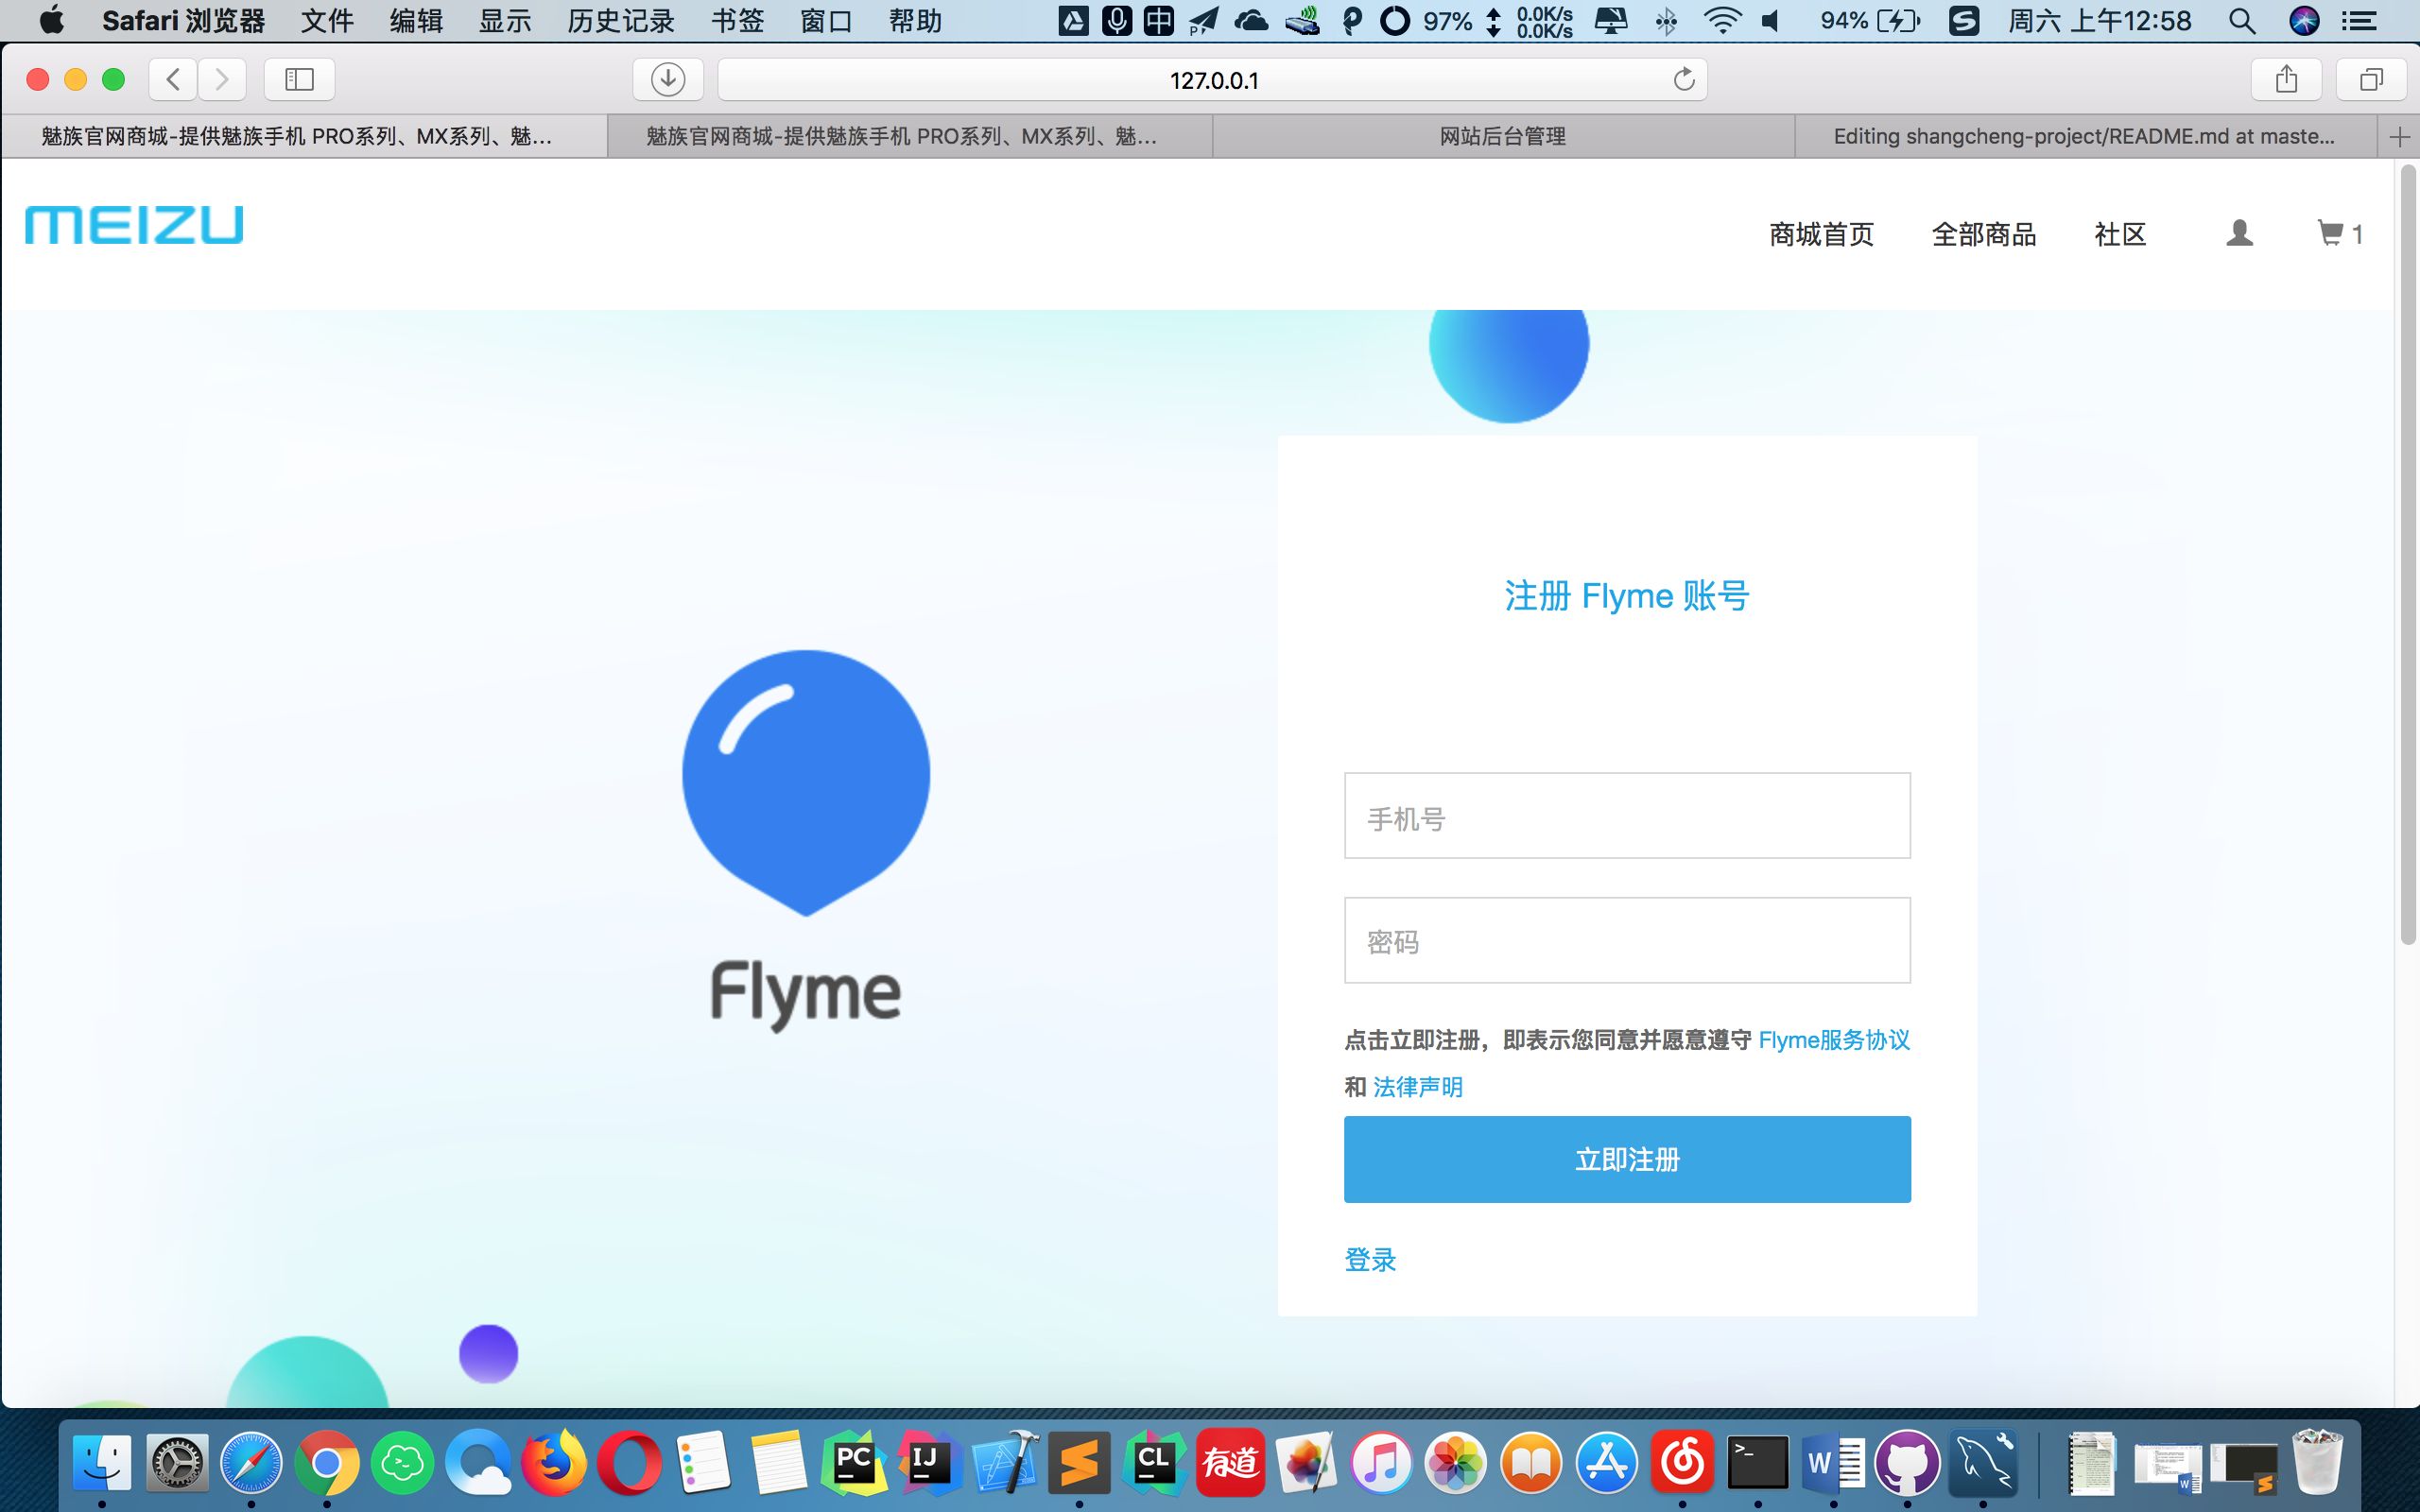 Safari 浏览器 文件 编辑 显示 历史记录 书签 窗口 帮助 中 97% 0.0K/s 0.0K/s 94% 周六 上午12:58
127.0.0.1
魅族官网商城-提供魅族手机 PRO系列、MX系列、魅... 魅族官网商城-提供魅族手机 PRO系列、MX系列、魅... 网站后台管理 Editing shangcheng-project/README.md at maste...
MEIZU 商城首页 全部商品 社区 1
注册 Flyme 账号
手机号
密码
Flyme
点击立即注册，即表示您同意并愿意遵守 Flyme服务协议
和 法律声明
立即注册
登录
PC IJ CL 有道 >_ W